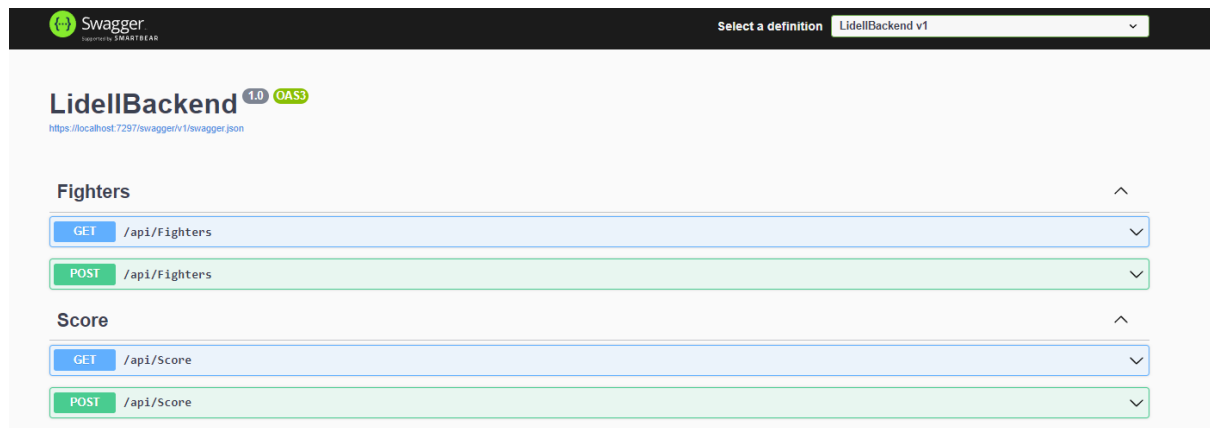 Swagger
Supported by SMARTBEAR
Select a definition
LidellBackend v1
LidellBackend 1.0 OAS3
https://localhost:7297/swagger/v1/swagger.json
Fighters
GET /api/Fighters
POST /api/Fighters
Score
GET /api/Score
POST /api/Score